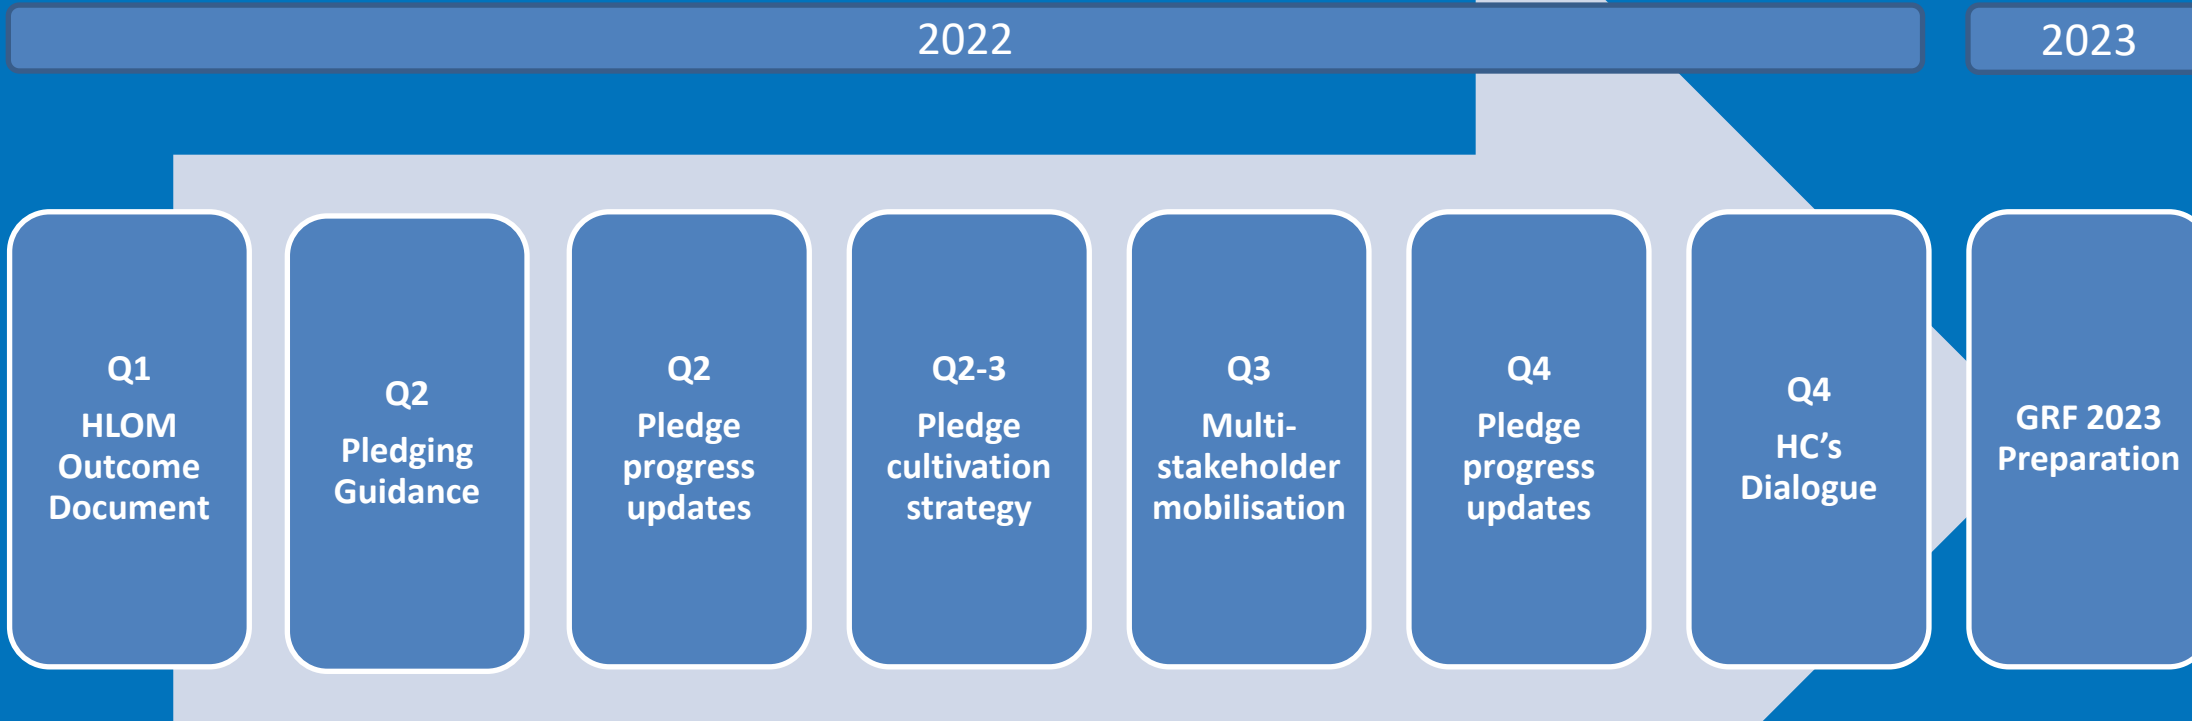 2022
2023
Q1
HLOM
Outcome
Document
Q2
Pledging
Guidance
Q2
Pledge
progress
updates
Q2-3
Pledge
cultivation
strategy
Q3
Multi-
stakeholder
mobilisation
Q4
Pledge
progress
updates
Q4
HC’s
Dialogue
GRF 2023
Preparation